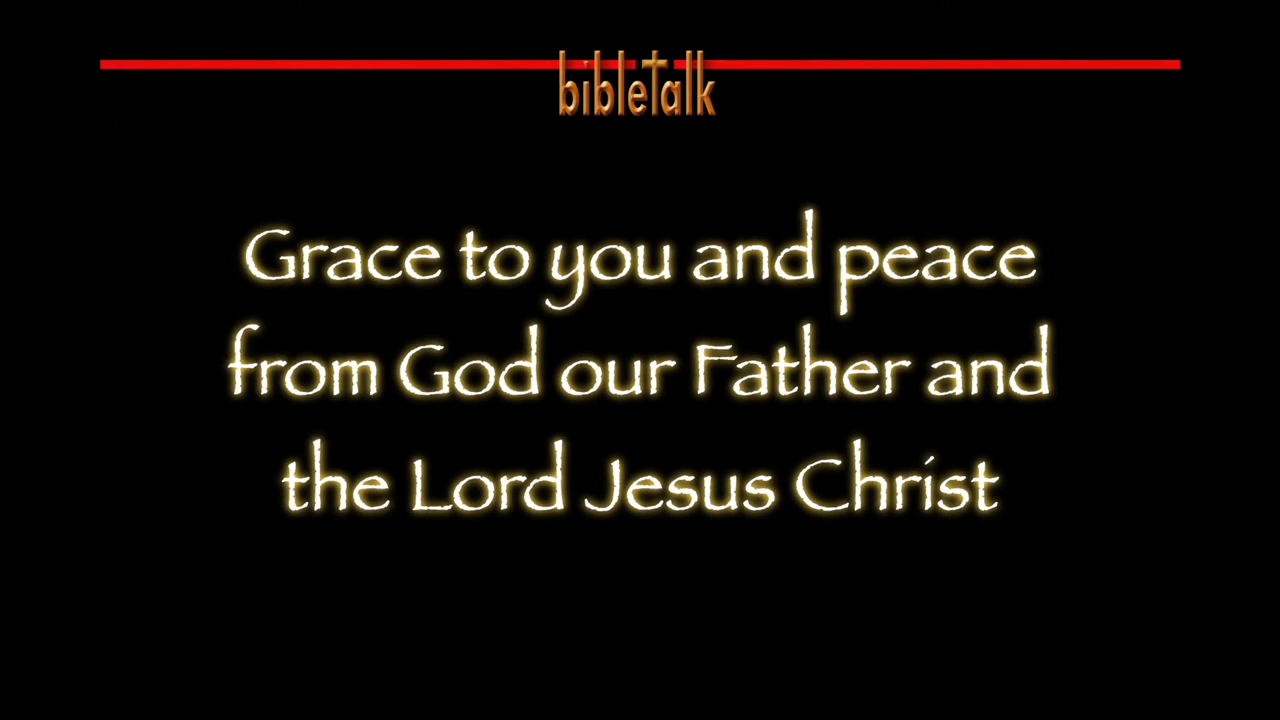 bibleTalk
Grace to you and peace
from God our Father and
the Lord Jesus Christ